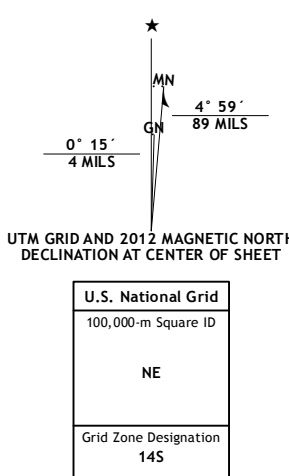 ★
MN
GN
4° 59´
89 MILS
0° 15´
4 MILS
UTM GRID AND 2012 MAGNETIC NORTH
DECLINATION AT CENTER OF SHEET
U.S. National Grid
100,000-m Square ID
NE
Grid Zone Designation
14S